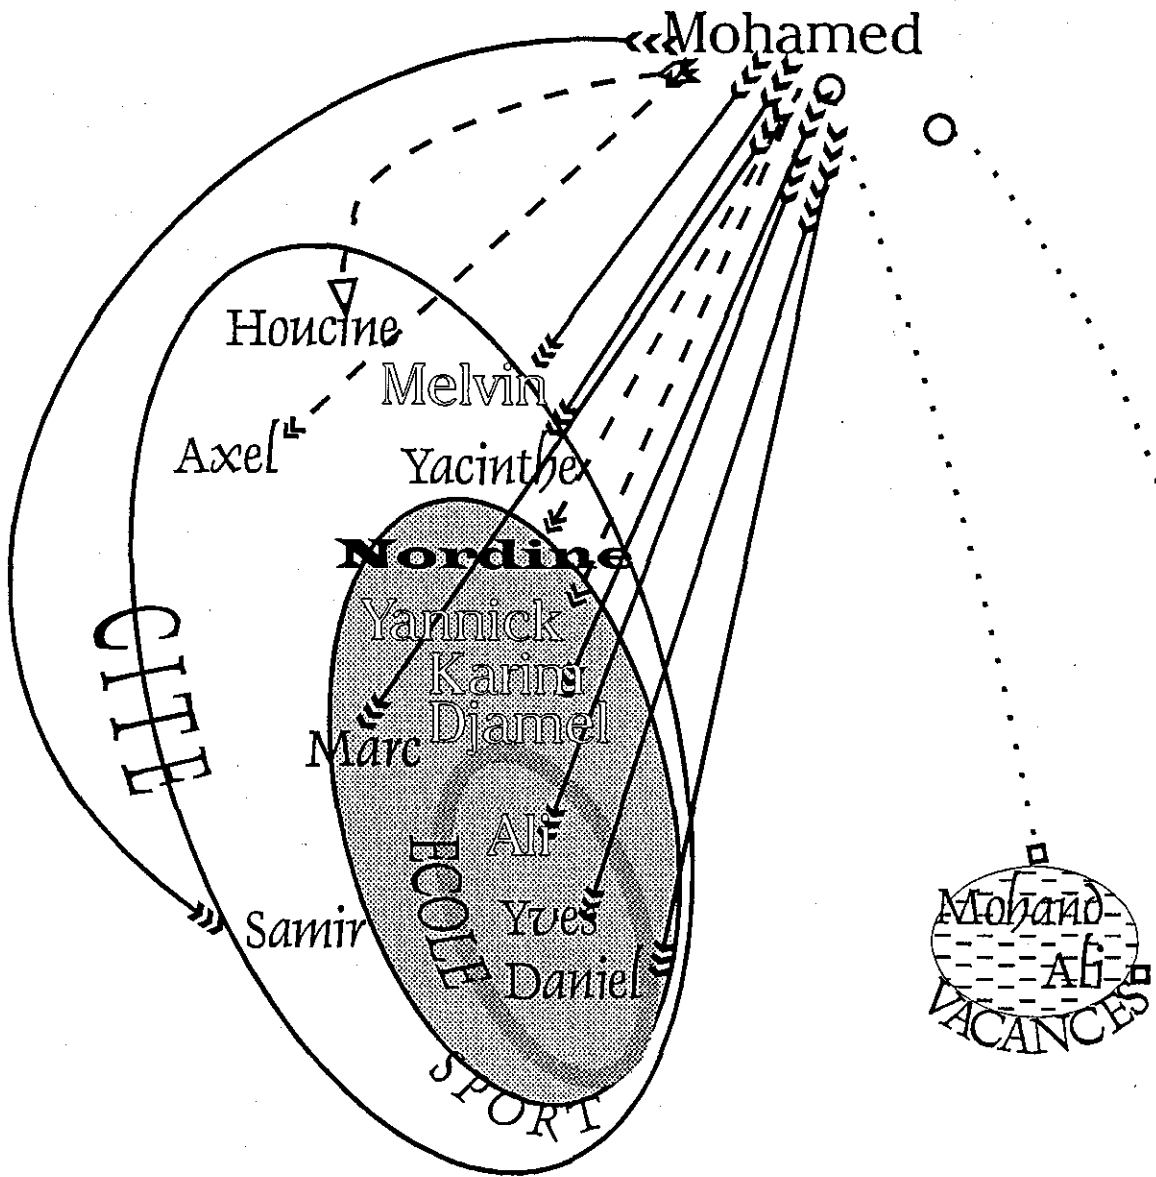 Mohamed
Houcine
Melvin
Axel
Yacinthe
Nordine
Yannick
Karim
Djamel
Marc
CITE
Ali
ECOLE
Yves
Samir
Daniel
SPORT
Mohand
Ali
VACANCES